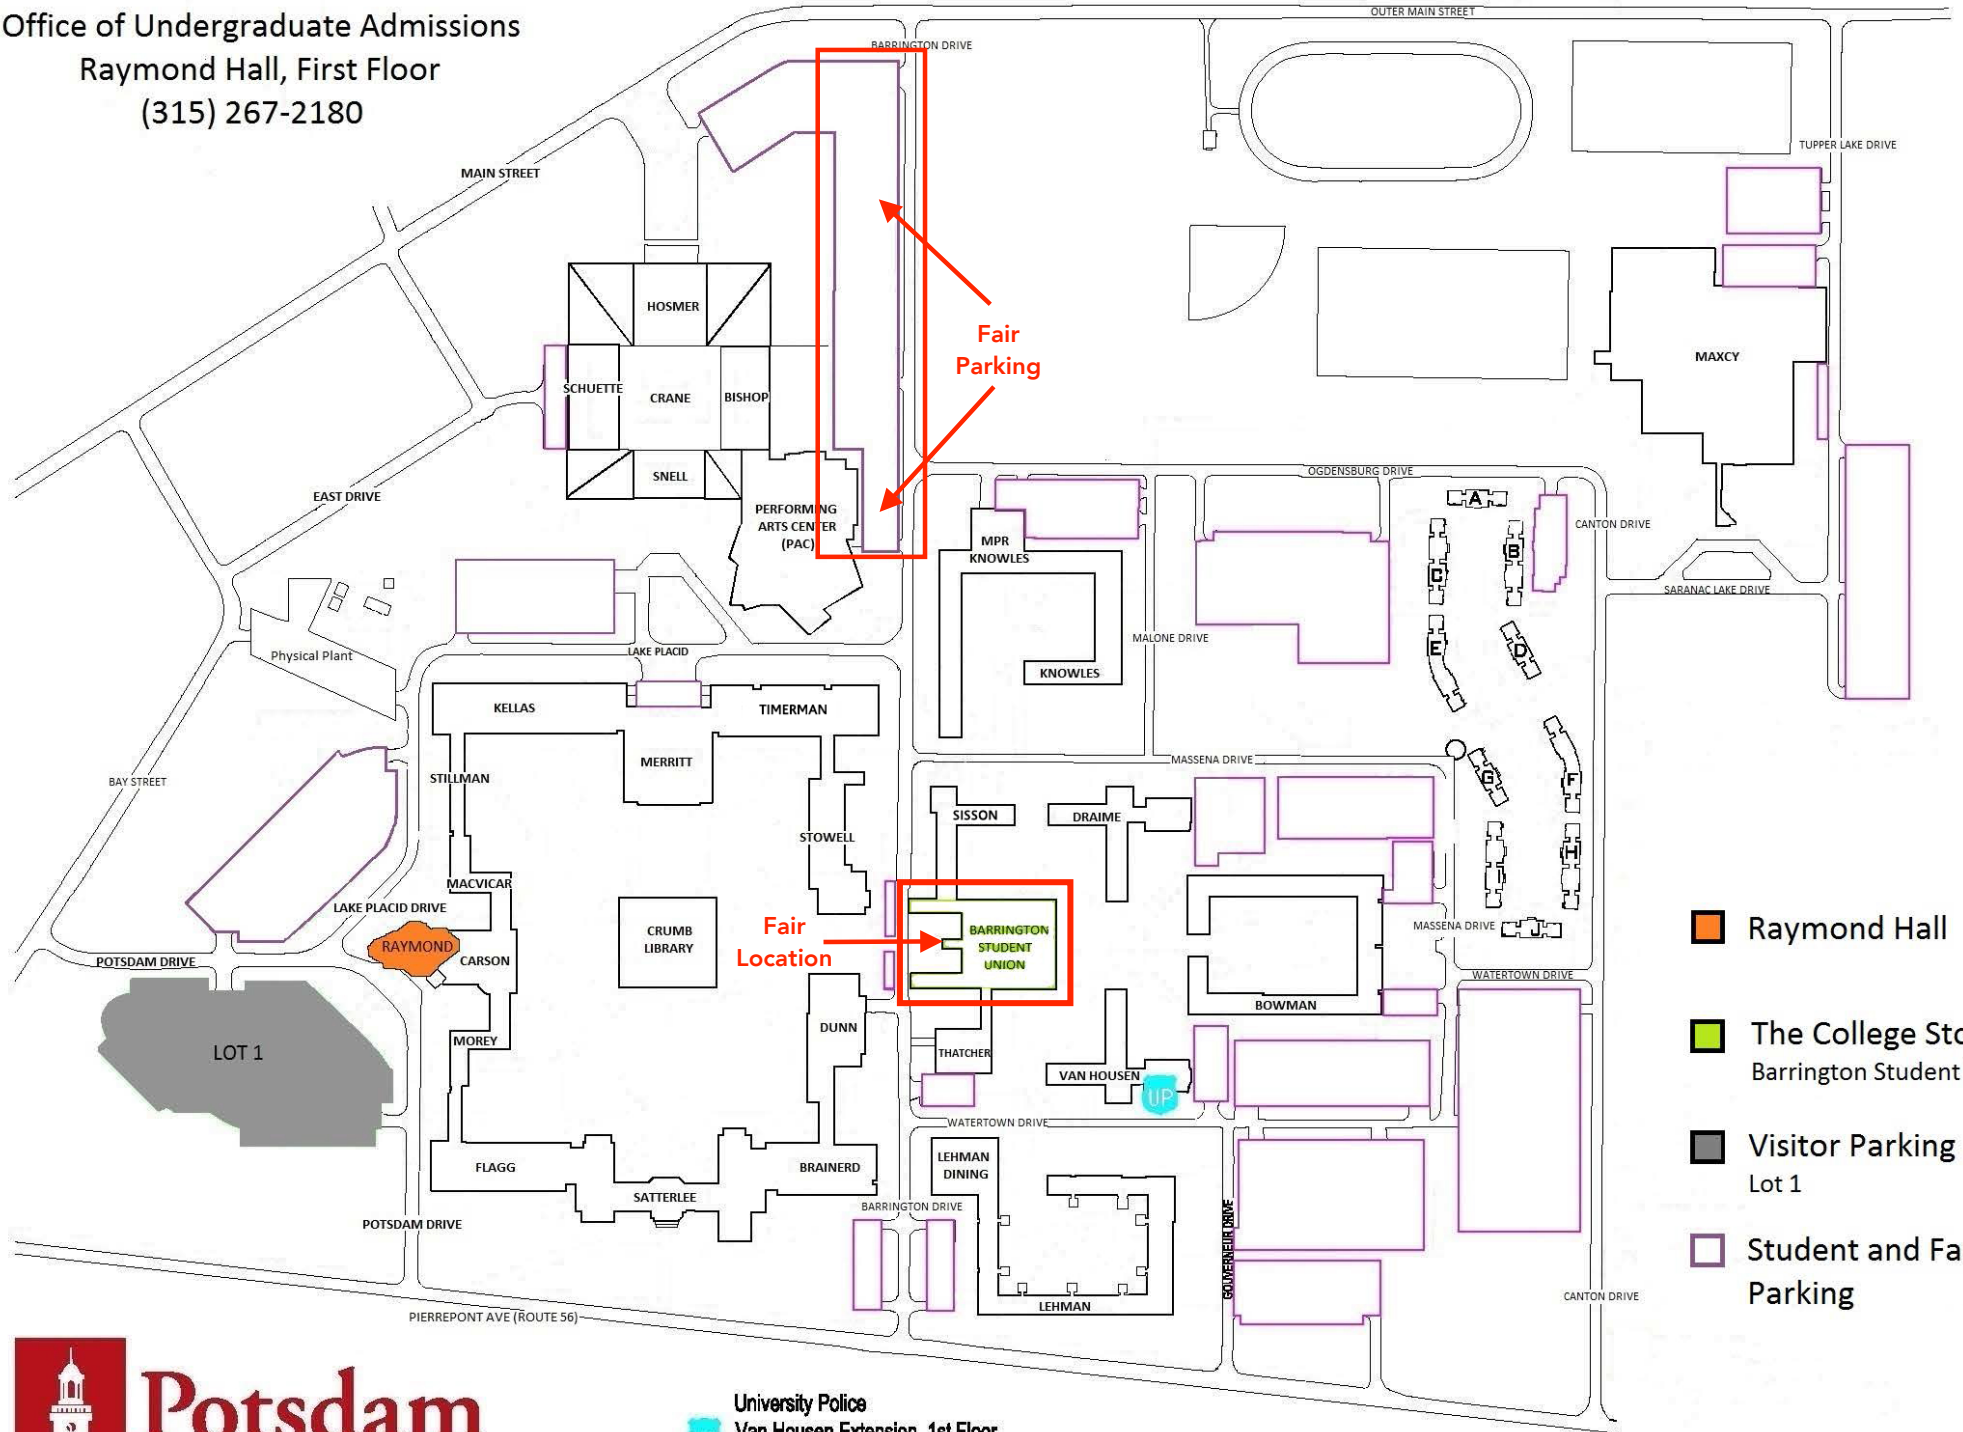 Office of Undergraduate Admissions
Raymond Hall, First Floor
(315) 267-2180
OUTER MAIN STREET
BARRINGTON DRIVE
TUPPER LAKE DRIVE
MAIN STREET
HOSMER
Fair
Parking
MAXCY
SCHUETTE
CRANE
BISHOP
SNELL
OGDENSBURG DRIVE
EAST DRIVE
PERFORMING
ARTS CENTER
(PAC)
A
CANTON DRIVE
MPR
KNOWLES
B
C
SARANAC LAKE DRIVE
MALONE DRIVE
E
D
Physical Plant
LAKE PLACID
KNOWLES
KELLAS
TIMERMAN
MERRITT
MASSENA DRIVE
STILLMAN
BAY STREET
G
F
SISSON
DRAIME
STOWELL
H
I
MACVICAR
LAKE PLACID DRIVE
RAYMOND
CARSON
CRUMB
LIBRARY
Fair
Location
BARRINGTON
STUDENT
UNION
MASSENA DRIVE
J
Raymond Hall
POTSDAM DRIVE
WATERTOWN DRIVE
BOWMAN
LOT 1
MOREY
DUNN
THATCHER
The College Sto
Barrington Student
VAN HOUSEN
UP
WATERTOWN DRIVE
Visitor Parking
Lot 1
FLAGG
BRAINERD
LEHMAN
DINING
SATTERLEE
BARRINGTON DRIVE
POTSDAM DRIVE
GOUVERNEUR DRIVE
Student and Fa
Parking
LEHMAN
CANTON DRIVE
PIERREPONT AVE (ROUTE 56)
Potsdam
University Police
Van Housen Extension, 1st Floor